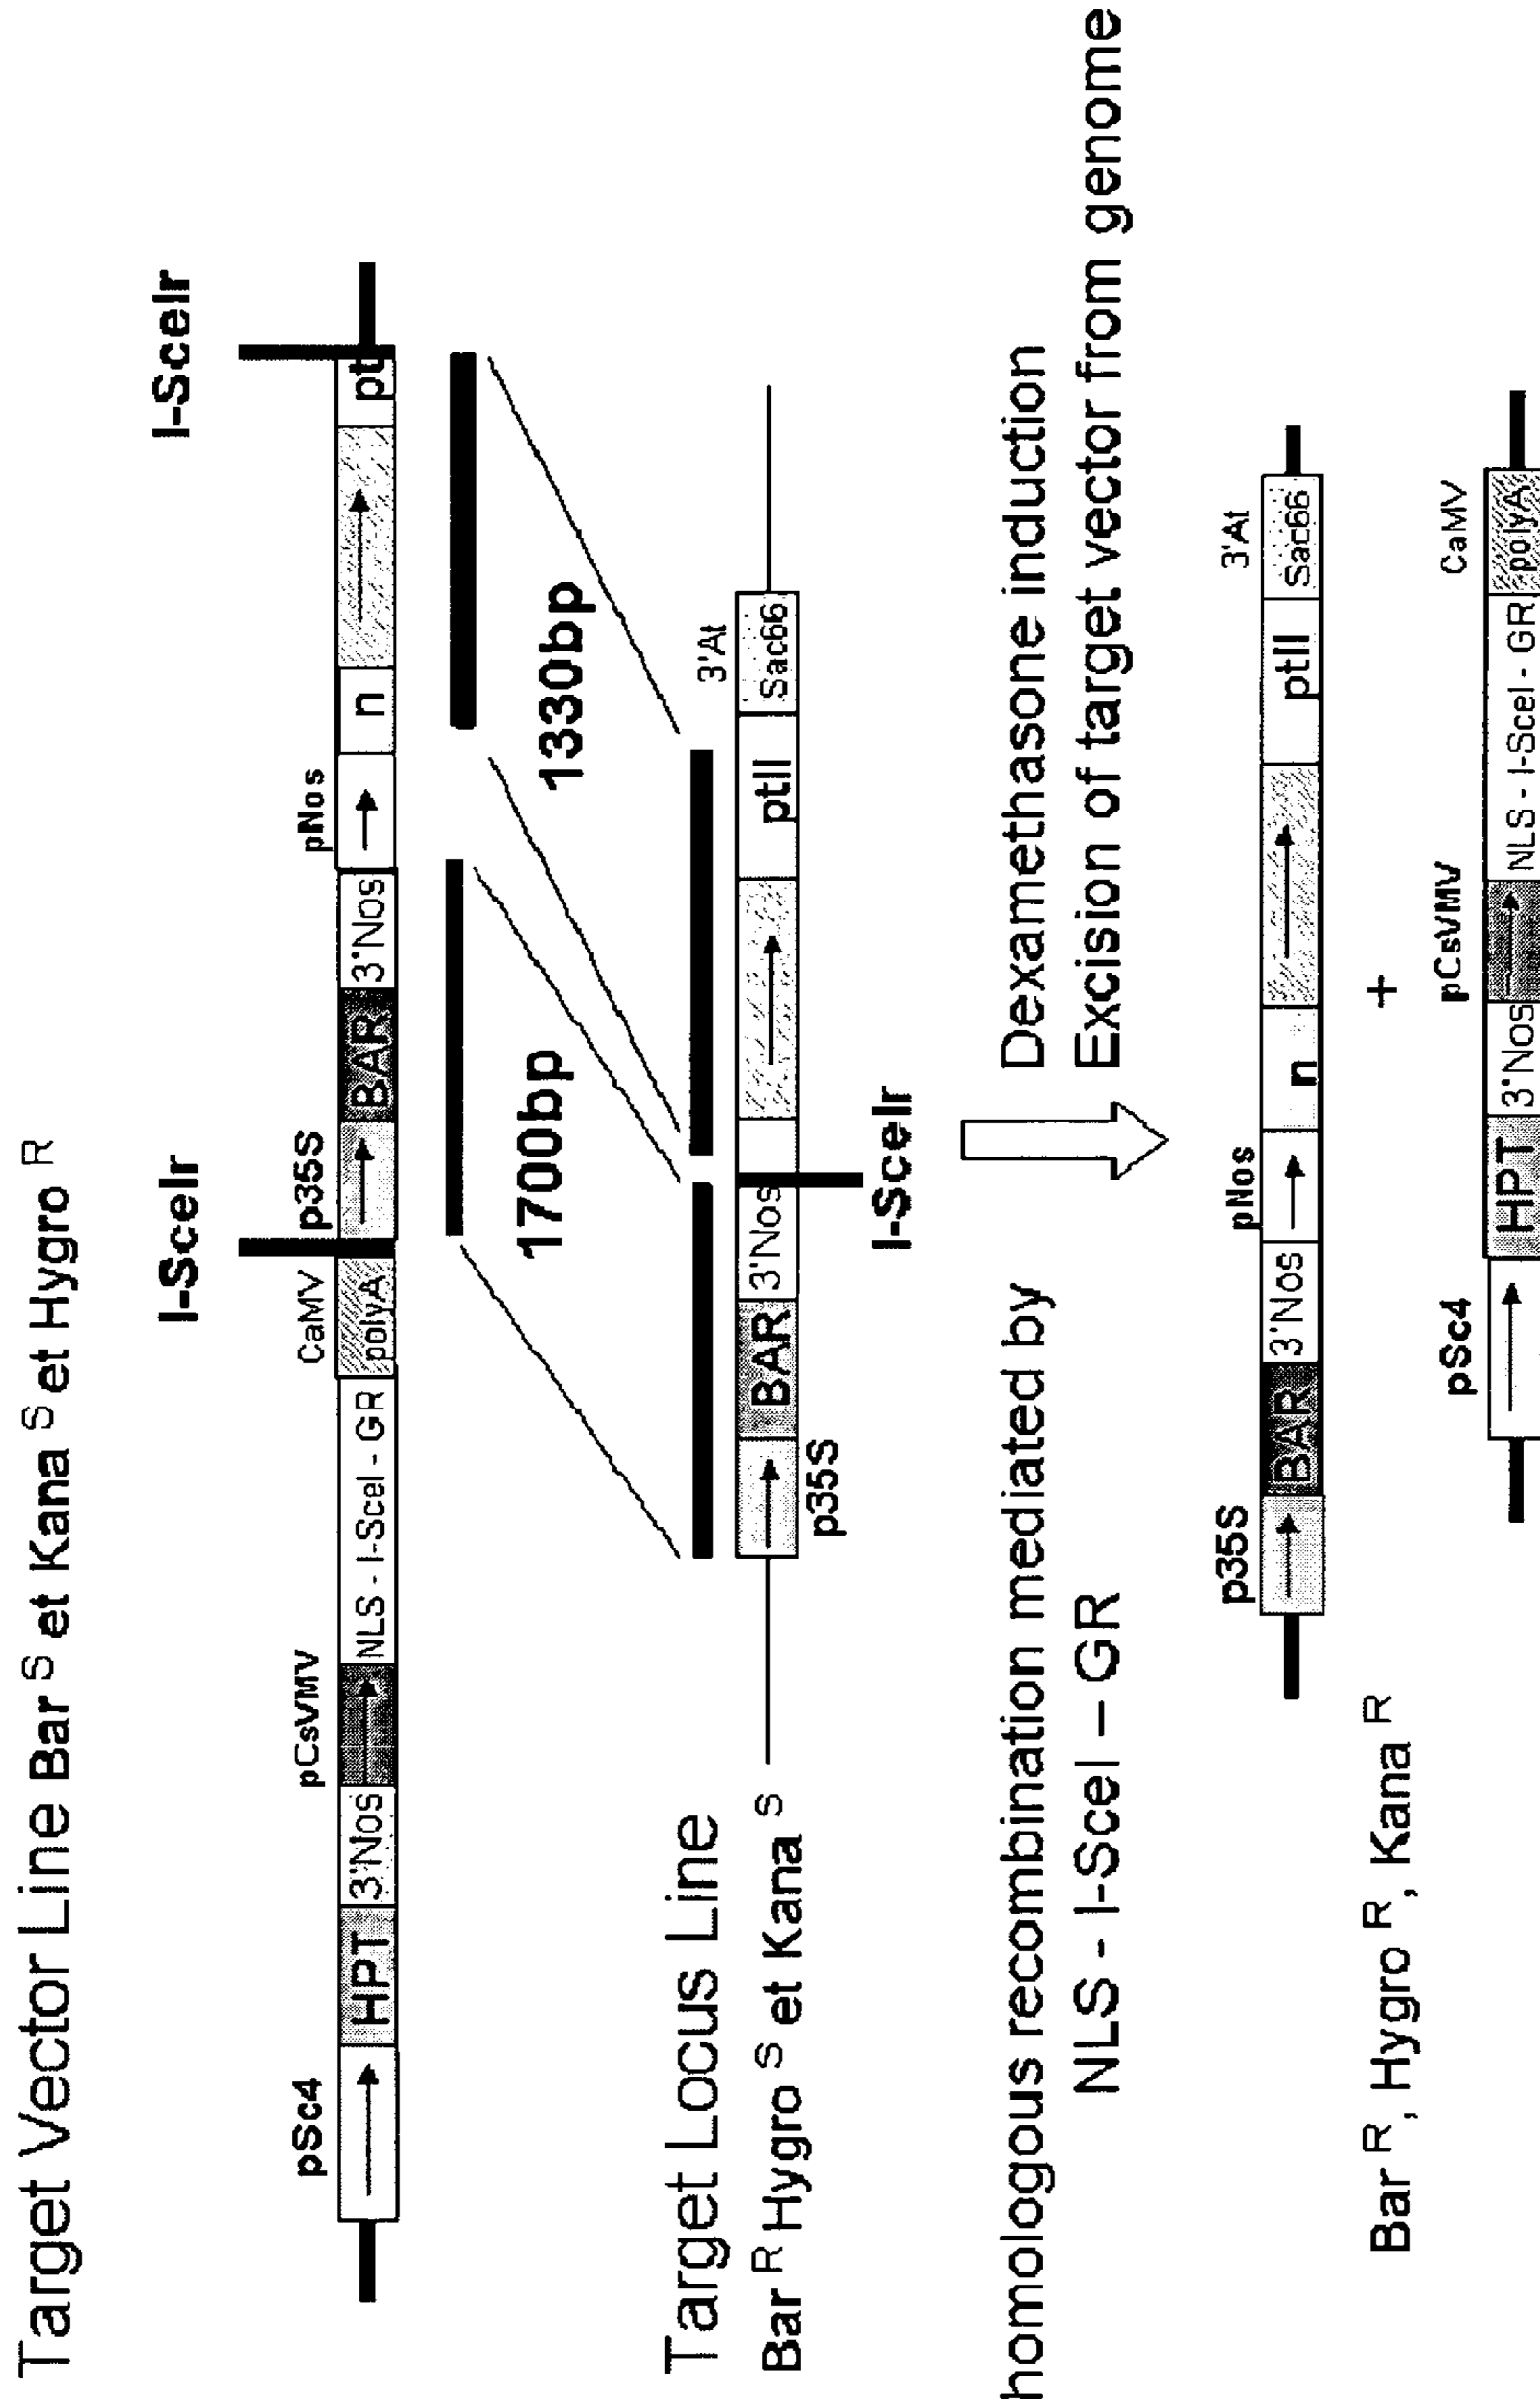 Target Vector Line Bar S et Kana S et Hygro R
I-SceIr I-SceIr
pSc4 pCsVMV CaMV p35S pNos
HPT 3'Nos NLS - I-SceI - GR polyA BAR 3'Nos n pt
1700bp 1330bp
Target Locus Line
3'At
Bar R Hygro S et Kana S
BAR 3'Nos ptII Sac66
p35S
I-SceIr
homologous recombination mediated by
NLS - I-SceI – GR
Dexamethasone induction
Excision of target vector from genome
p35S pNos 3'At
BAR 3'Nos n ptII Sac66
Bar R, Hygro R, Kana R
+
pSc4 pCsVMV CaMV
HPT 3'Nos NLS - I-SceI - GR polyA